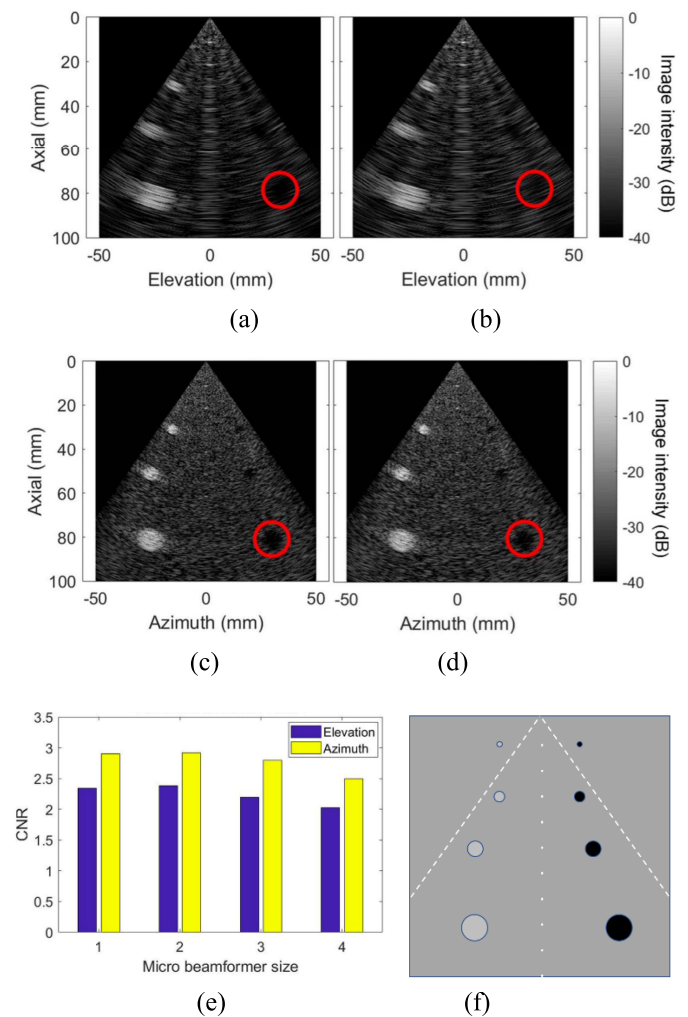 0
20
40
60
80
100
Axial (mm)
-50
0
50
Elevation (mm)
-50
0
50
Elevation (mm)
0
-10
-20
-30
-40
Image intensity (dB)
(a)
(b)
0
20
40
60
80
100
Axial (mm)
-50
0
50
Azimuth (mm)
-50
0
50
Azimuth (mm)
0
-10
-20
-30
-40
Image intensity (dB)
(c)
(d)
3.5
3
2.5
2
1.5
1
0.5
0
CNR
Elevation
Azimuth
1
2
3
4
Micro beamformer size
(e)
(f)